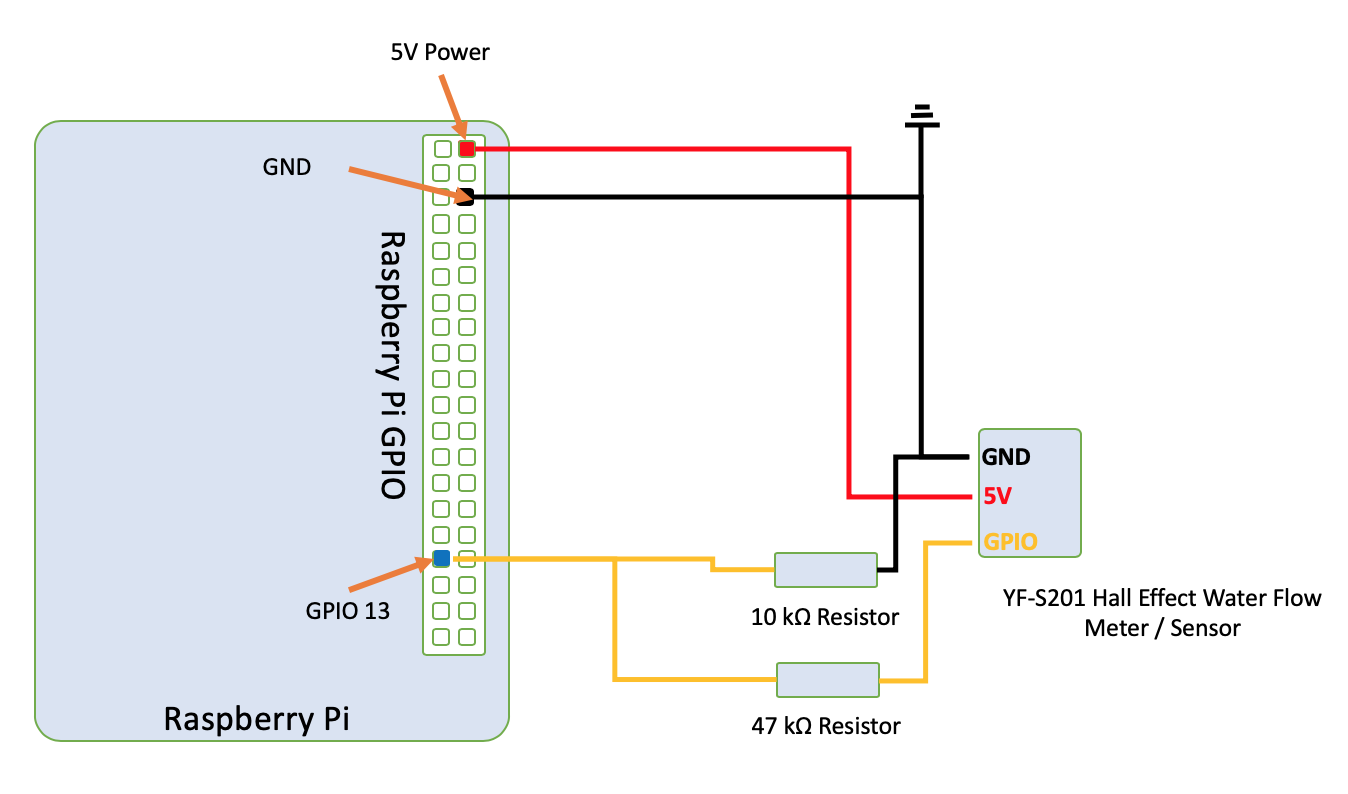 5V Power
GND
Raspberry Pi GPIO
GND
5V
GPIO
GPIO 13
10 kΩ Resistor
YF-S201 Hall Effect Water Flow
Meter / Sensor
47 kΩ Resistor
Raspberry Pi